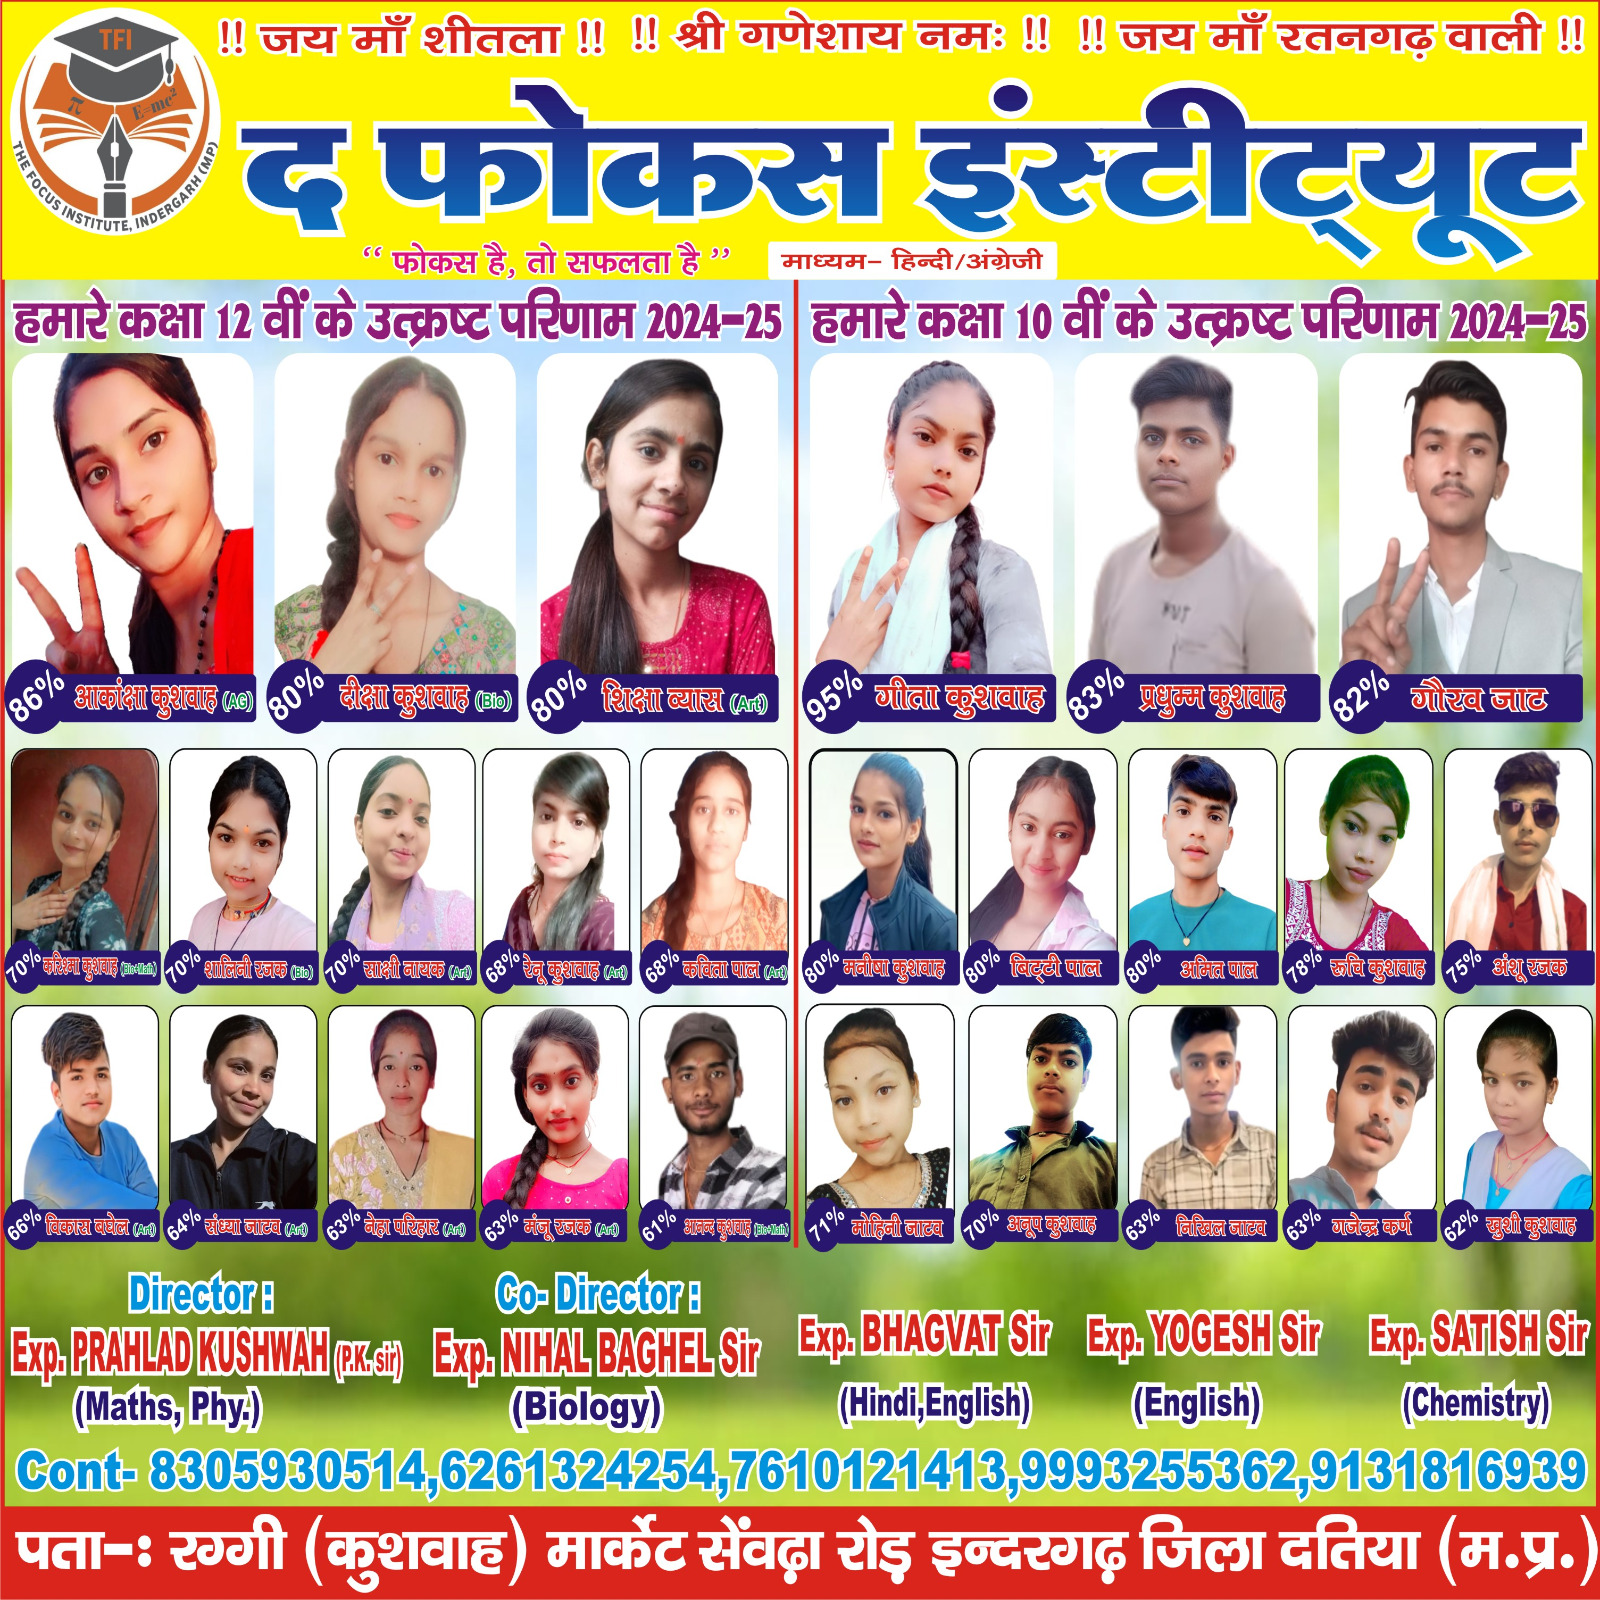 !! जय माँ शीतला !! !! श्री गणेशाय नमः !! !! जय माँ रतनगढ़ वाली !!
TFI
π E=mc²
THE FOCUS INSTITUTE, INDERGARH (MP)
द फोकस इंस्टीट्यूट
“ फोकस है, तो सफलता है ” माध्यम- हिन्दी/अंग्रेजी
हमारे कक्षा 12 वीं के उत्क्रष्ट परिणाम 2024-25
86% आकांक्षा कुशवाह (AG) 80% दीक्षा कुशवाह (Bio) 80% शिक्षा व्यास (Art)
70% करिश्मा कुशवाह (Bio+Math) 70% शालिनी रजक (Bio) 70% साक्षी नायक (Art) 68% रेनू कुशवाह (Art) 68% कविता पाल (Art)
66% विकास बघेल (Art) 64% संध्या जाटव (Art) 63% नेहा परिहार (Art) 63% मंजू रजक (Art) 61% आनन्द कुशवाह (Bio+Math)
हमारे कक्षा 10 वीं के उत्क्रष्ट परिणाम 2024-25
95% गीता कुशवाह 83% प्रधुम्म कुशवाह 82% गौरव जाट
80% मनीषा कुशवाह 80% बिट्टी पाल 80% अमित पाल 78% रूचि कुशवाह 75% अंशू रजक
71% मोहिनी जाटव 70% अनूप कुशवाह 63% निखिल जाटव 63% गजेन्द्र कर्ण 62% खुशी कुशवाह
Director :
Exp. PRAHLAD KUSHWAH (P.K. sir)
(Maths, Phy.)
Co- Director :
Exp. NIHAL BAGHEL Sir
(Biology)
Exp. BHAGVAT Sir
(Hindi,English)
Exp. YOGESH Sir
(English)
Exp. SATISH Sir
(Chemistry)
Cont- 8305930514,6261324254,7610121413,9993255362,9131816939
पता-: रग्गी (कुशवाह) मार्केट सेंवढ़ा रोड़ इन्दरगढ़ जिला दतिया (म.प्र.)